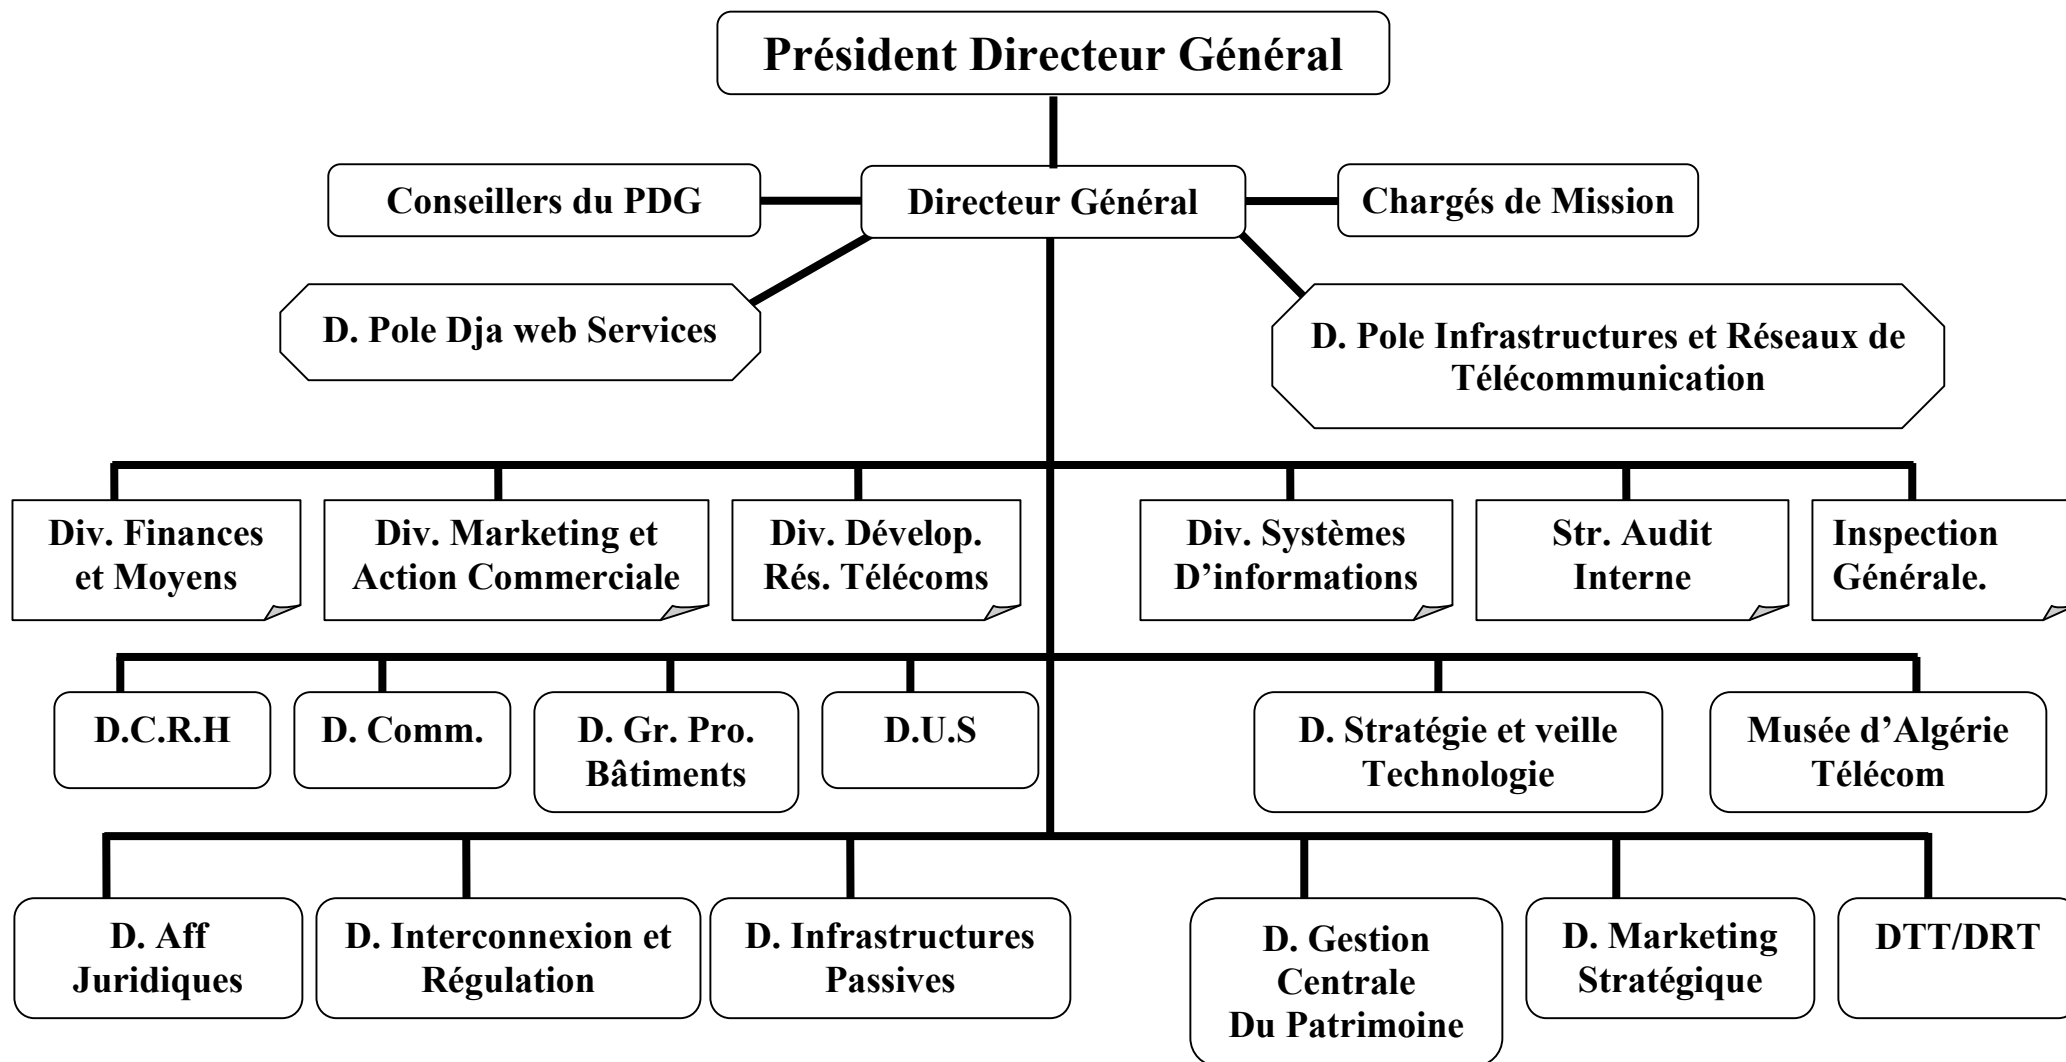 Président Directeur Général
Conseillers du PDG
Directeur Général
Chargés de Mission
D. Pole Dja web Services
D. Pole Infrastructures et Réseaux de
Télécommunication
Div. Finances
et Moyens
Div. Marketing et
Action Commerciale
Div. Dévelop.
Rés. Télécoms
Div. Systèmes
D’informations
Str. Audit
Interne
Inspection
Générale.
D.C.R.H
D. Comm.
D. Gr. Pro.
Bâtiments
D.U.S
D. Stratégie et veille
Technologie
Musée d’Algérie
Télécom
D. Aff
Juridiques
D. Interconnexion et
Régulation
D. Infrastructures
Passives
D. Gestion
Centrale
Du Patrimoine
D. Marketing
Stratégique
DTT/DRT